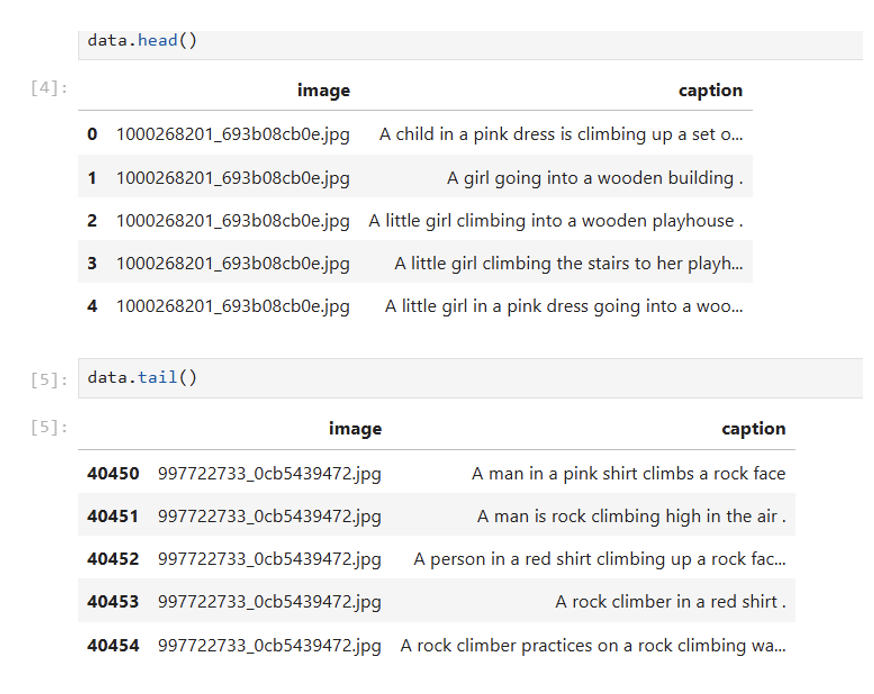 data.head()
[4]:
image caption
0 1000268201_693b08cb0e.jpg A child in a pink dress is climbing up a set o...
1 1000268201_693b08cb0e.jpg A girl going into a wooden building .
2 1000268201_693b08cb0e.jpg A little girl climbing into a wooden playhouse .
3 1000268201_693b08cb0e.jpg A little girl climbing the stairs to her playh...
4 1000268201_693b08cb0e.jpg A little girl in a pink dress going into a woo...
[5]: data.tail()
[5]:
image caption
40450 997722733_0cb5439472.jpg A man in a pink shirt climbs a rock face
40451 997722733_0cb5439472.jpg A man is rock climbing high in the air .
40452 997722733_0cb5439472.jpg A person in a red shirt climbing up a rock fac...
40453 997722733_0cb5439472.jpg A rock climber in a red shirt .
40454 997722733_0cb5439472.jpg A rock climber practices on a rock climbing wa...